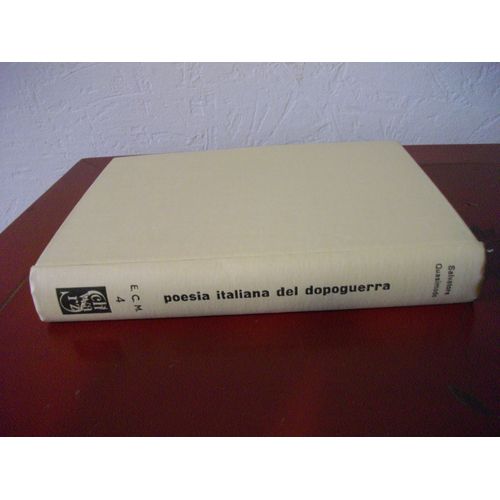 Salvatore
Quasimodo
poesia italiana del dopoguerra
E. C. M.
4